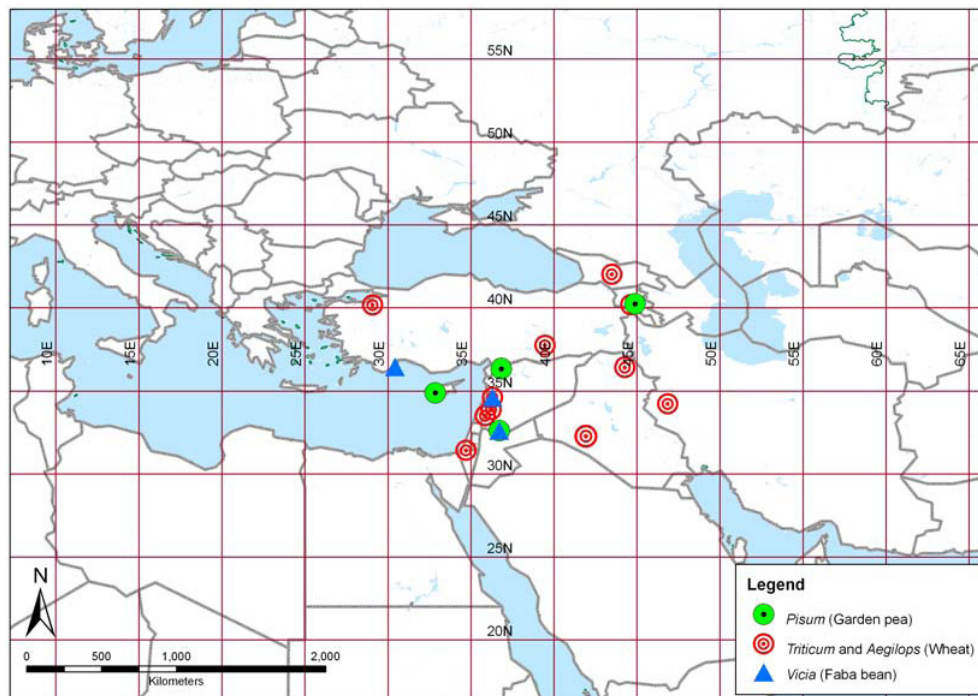 55N
50N
45N
40N
10E 15E 20E 25E 30E 35E 40E 45E 50E 55E 60E 65E
35N
30N
25N
20N
N
0 500 1,000 2,000
Kilometers
Legend
Pisum (Garden pea)
Triticum and Aegilops (Wheat)
Vicia (Faba bean)